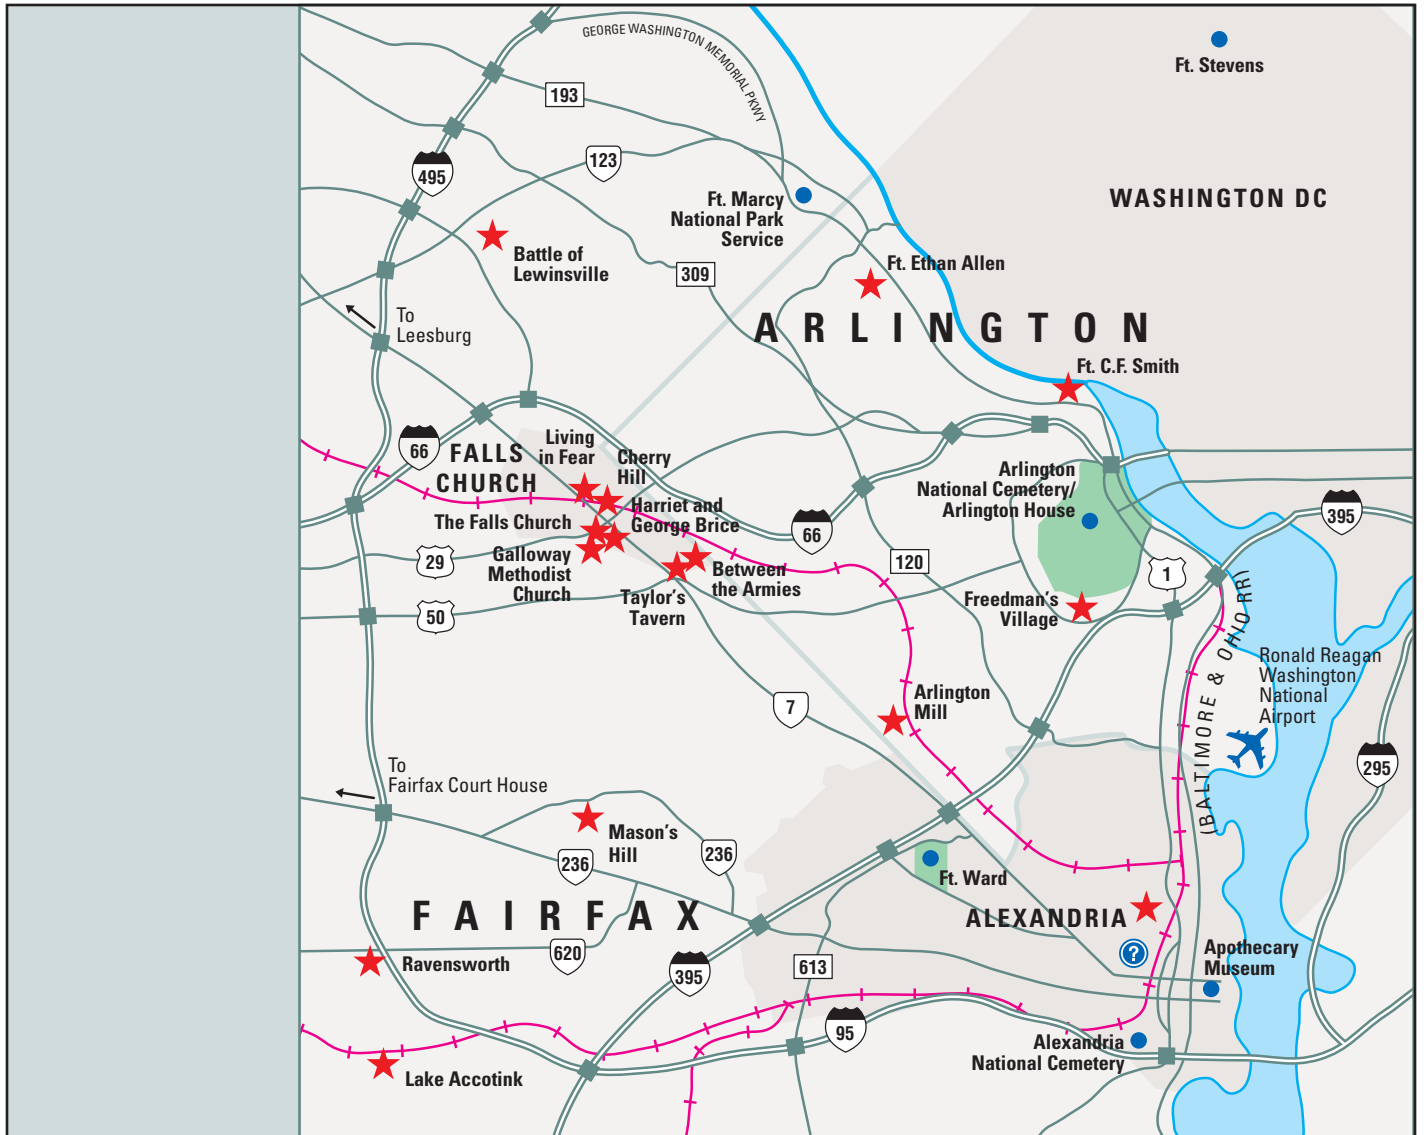 GEORGE WASHINGTON MEMORIAL PKWY
Ft. Stevens
193
123
495
WASHINGTON DC
Ft. Marcy
National Park
Service
Battle of
Lewinsville
309
Ft. Ethan Allen
To
Leesburg
ARLINGTON
Ft. C.F. Smith
66
FALLS
CHURCH
Living
in Fear
Cherry
Hill
Arlington
National Cemetery/
Arlington House
Harriet and
George Brice
The Falls Church
66
395
29
Galloway
Methodist
Church
Between
the Armies
120
1
50
Taylor's
Tavern
Freedman's
Village
(BALTIMORE & OHIO RR)
Ronald Reagan
Washington
National
Airport
7
Arlington
Mill
295
To
Fairfax Court House
Mason's
Hill
236
236
Ft. Ward
FAIRFAX
ALEXANDRIA
620
Ravensworth
395
613
?
Apothecary
Museum
95
Alexandria
National Cemetery
Lake Accotink